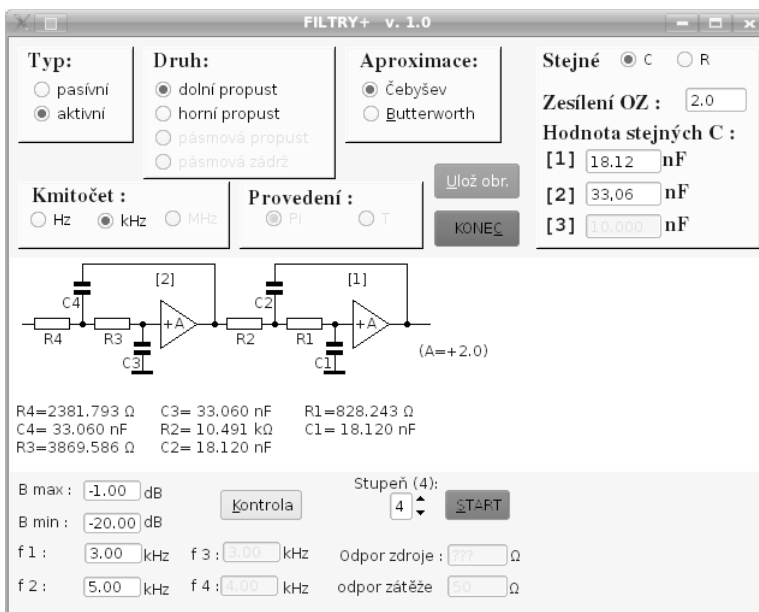 FILTRY+ v. 1.0
Typ:
pasívní
aktivní
Druh:
dolní propust
horní propust
pásmová propust
pásmová zádrž
Aproximace:
Čebyšev
Butterworth
Stejné C R
Zesílení OZ : 2.0
Hodnota stejných C :
[1] 18.12 nF
[2] 33.06 nF
[3] 10.000 nF
Kmitočet :
Hz kHz MHz
Provedení :
Pi T
Ulož obr.
KONEC
[2] [1]
C4 C2
+A +A
R4 R3 R2 R1
C3 C1
(A=+2.0)
R4=2381.793 Ω C3= 33.060 nF R1=828.243 Ω
C4= 33.060 nF R2= 10.491 kΩ C1= 18.120 nF
R3=3869.586 Ω C2= 18.120 nF
B max : -1.00 dB
B min : -20.00 dB
Kontrola
Stupeň (4):
4 START
f 1 : 3.00 kHz f 3 : 3.00 kHz Odpor zdroje : ??? Ω
f 2 : 5.00 kHz f 4 : 4.00 kHz odpor zátěže 50 Ω